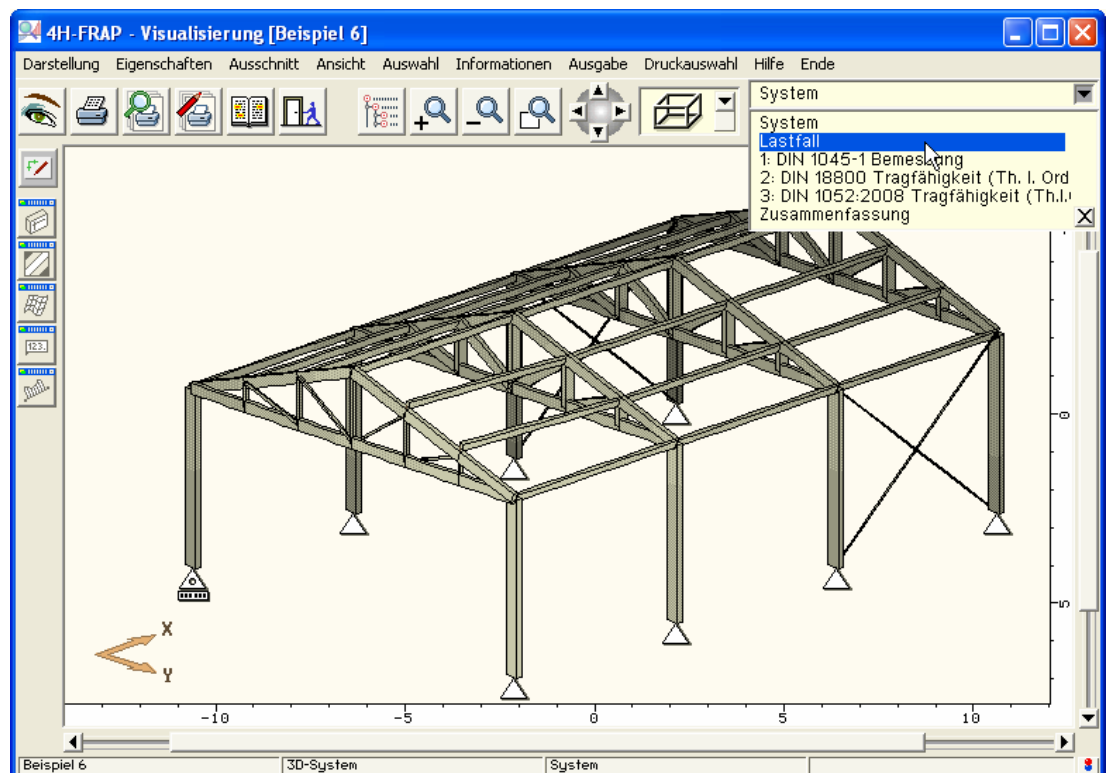 4H-FRAP - Visualisierung [Beispiel 6]
Darstellung Eigenschaften Ausschnitt Ansicht Auswahl Informationen Ausgabe Druckauswahl Hilfe Ende
System
System
Lastfall
1: DIN 1045-1 Bemessung
2: DIN 18800 Tragfähigkeit (Th. I. Ord
3: DIN 1052:2008 Tragfähigkeit (Th.I.
Zusammenfassung
123.
0
5
X
Y
-10 -5 0 5 10
Beispiel 6 3D-System System